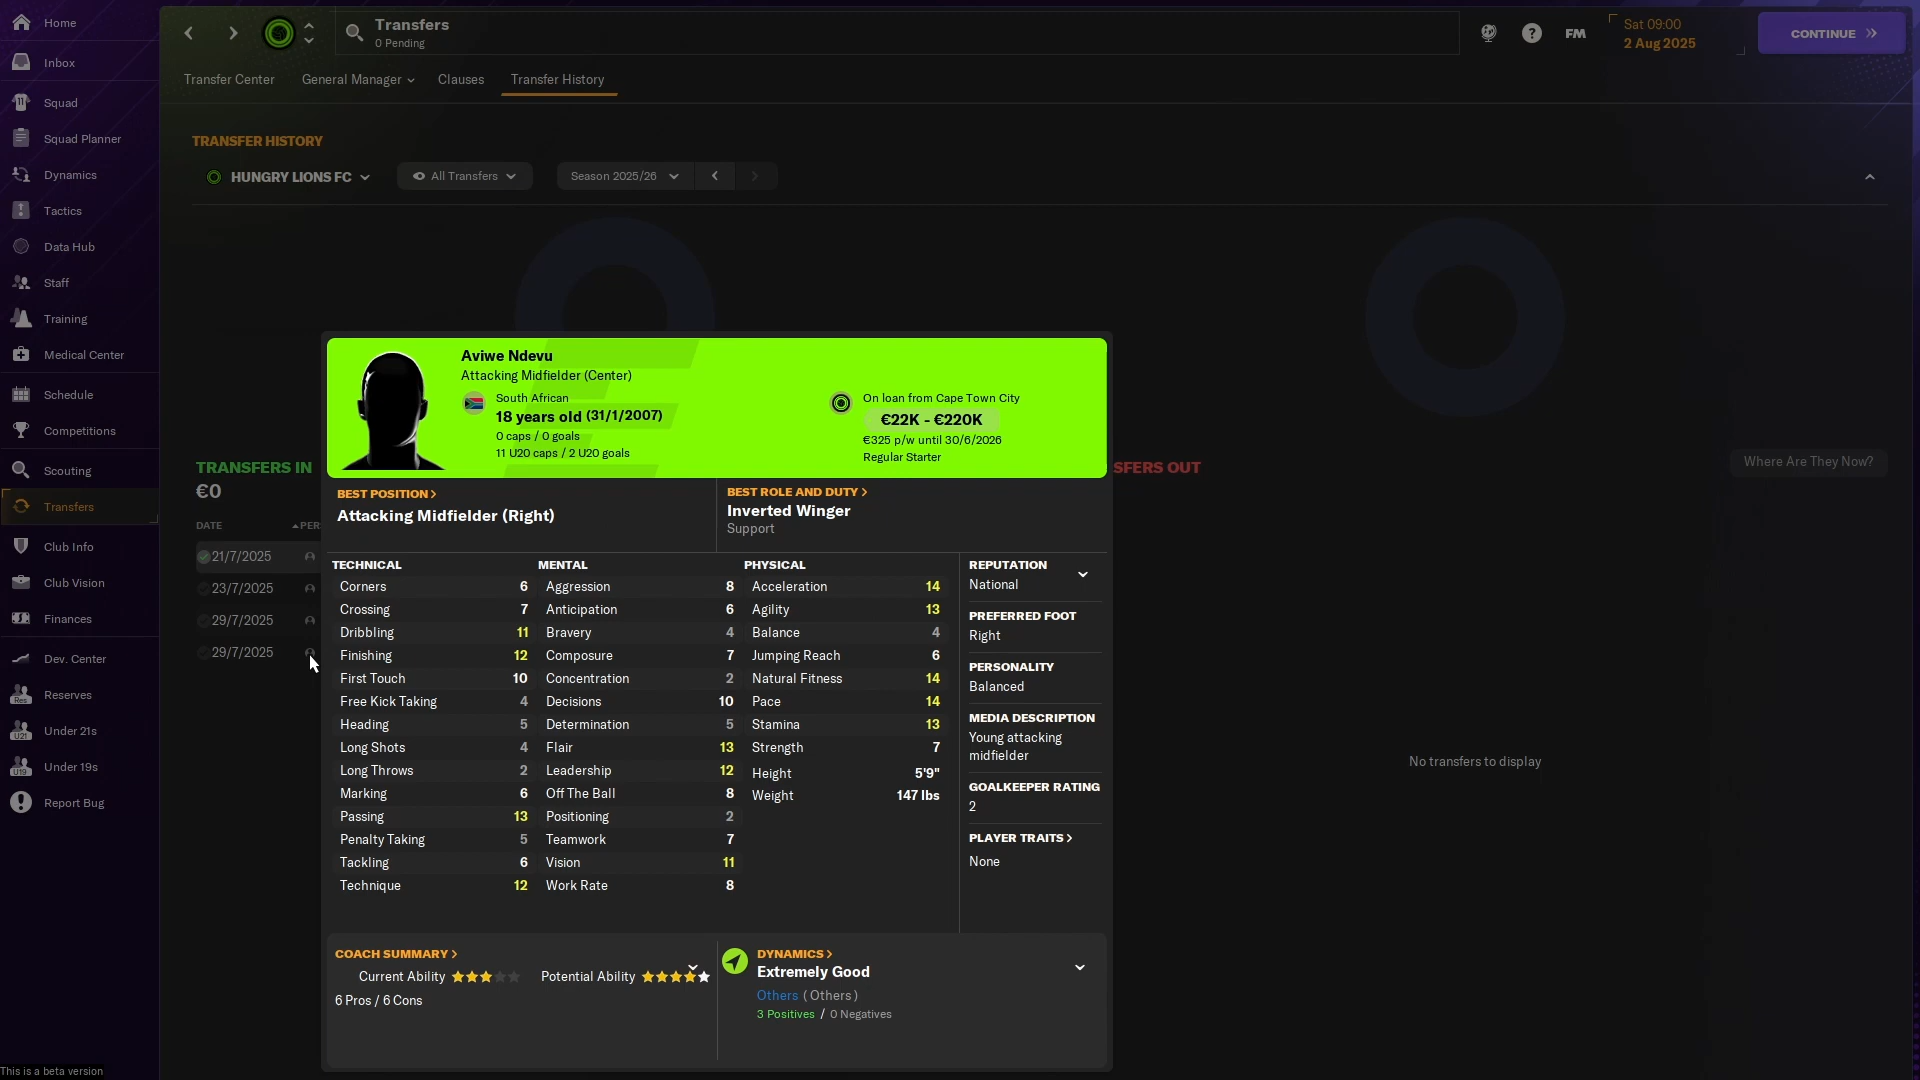 Home
Inbox
Squad
Squad Planner
Dynamics
Tactics
Data Hub
Staff
Training
Medical Center
Schedule
Competitions
Scouting
Transfers
Club Info
Club Vision
Finances
Dev. Center
Reserves
Under 21s
Under 19s
Report Bug
This is a beta version
Transfers
0 Pending
FM
Sat 09:00
2 Aug 2025
CONTINUE
Transfer Center
General Manager
Clauses
Transfer History
TRANSFER HISTORY
HUNGRY LIONS FC
All Transfers
Season 2025/26
TRANSFERS IN
€0
DATE
PER
21/7/2025
23/7/2025
29/7/2025
29/7/2025
SFERS OUT
Where Are They Now?
No transfers to display
Aviwe Ndevu
Attacking Midfielder (Center)
South African
18 years old (31/1/2007)
0 caps / 0 goals
11 U20 caps / 2 U20 goals
On loan from Cape Town City
€22K - €220K
€325 p/w until 30/6/2026
Regular Starter
BEST POSITION >
Attacking Midfielder (Right)
BEST ROLE AND DUTY >
Inverted Winger
Support
TECHNICAL
Corners 6
Crossing 7
Dribbling 11
Finishing 12
First Touch 10
Free Kick Taking 4
Heading 5
Long Shots 4
Long Throws 2
Marking 6
Passing 13
Penalty Taking 5
Tackling 6
Technique 12
MENTAL
Aggression 8
Anticipation 6
Bravery 4
Composure 7
Concentration 2
Decisions 10
Determination 5
Flair 13
Leadership 12
Off The Ball 8
Positioning 2
Teamwork 7
Vision 11
Work Rate 8
PHYSICAL
Acceleration 14
Agility 13
Balance 4
Jumping Reach 6
Natural Fitness 14
Pace 14
Stamina 13
Strength 7
Height 5'9"
Weight 147 lbs
REPUTATION
National
PREFERRED FOOT
Right
PERSONALITY
Balanced
MEDIA DESCRIPTION
Young attacking
midfielder
GOALKEEPER RATING
2
PLAYER TRAITS >
None
COACH SUMMARY >
Current Ability
Potential Ability
6 Pros / 6 Cons
DYNAMICS >
Extremely Good
Others ( Others )
3 Positives / 0 Negatives